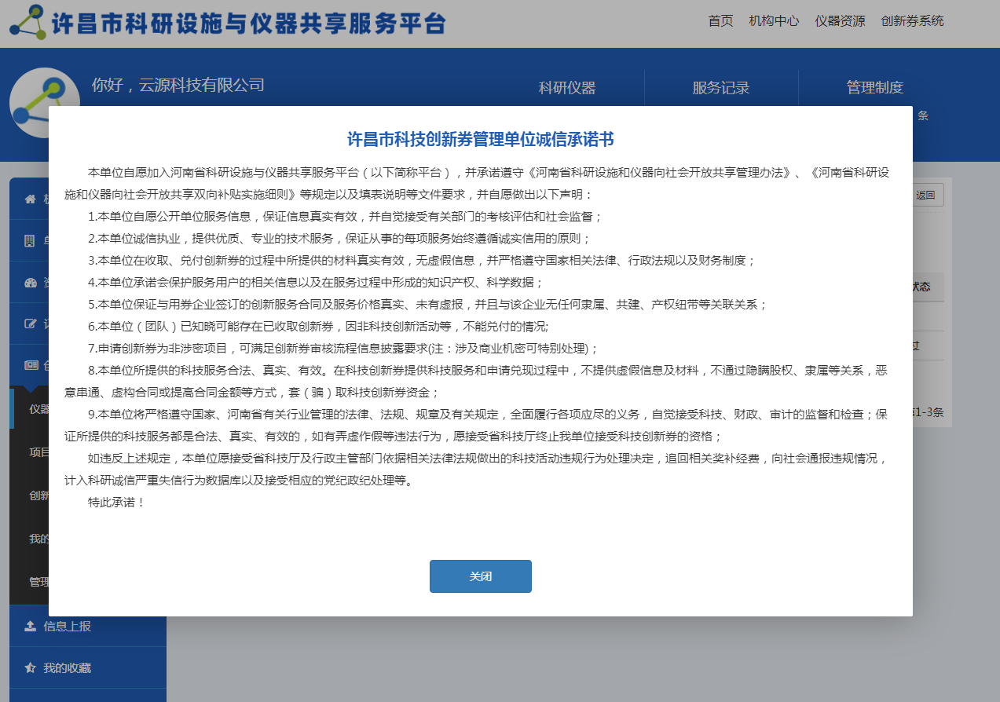 许昌市科研设施与仪器共享服务平台
首页 机构中心 仪器资源 创新券系统
你好，云源科技有限公司
科研仪器 服务记录 管理制度
条
许昌市科技创新券管理单位诚信承诺书
本单位自愿加入河南省科研设施与仪器共享服务平台（以下简称平台），并承诺遵守《河南省科研设施和仪器向社会开放共享管理办法》、《河南省科研设
施和仪器向社会开放共享双向补贴实施细则》等规定以及填表说明等文件要求，并自愿做出以下声明：
1.本单位自愿公开单位服务信息，保证信息真实有效，并自觉接受有关部门的考核评估和社会监督；
2.本单位诚信执业，提供优质、专业的技术服务，保证从事的每项服务始终遵循诚实信用的原则；
3.本单位在收取、兑付创新券的过程中所提供的材料真实有效，无虚假信息，并严格遵守国家相关法律、行政法规以及财务制度；
4.本单位承诺会保护服务用户的相关信息以及在服务过程中形成的知识产权、科学数据；
5.本单位保证与用券企业签订的创新服务合同及服务价格真实、未有虚报，并且与该企业无任何隶属、共建、产权纽带等关联关系；
6.本单位（团队）已知晓可能存在已收取创新券，因非科技创新活动等，不能兑付的情况;
7.申请创新券为非涉密项目，可满足创新券审核流程信息披露要求(注：涉及商业机密可特别处理)；
8.本单位所提供的科技服务合法、真实、有效。在科技创新券提供科技服务和申请兑现过程中，不提供虚假信息及材料，不通过隐瞒股权、隶属等关系，恶
意串通、虚构合同或提高合同金额等方式，套（骗）取科技创新券资金；
9.本单位将严格遵守国家、河南省有关行业管理的法律、法规、规章及有关规定，全面履行各项应尽的义务，自觉接受科技、财政、审计的监督和检查；保
证所提供的科技服务都是合法、真实、有效的，如有弄虚作假等违法行为，愿接受省科技厅终止我单位接受科技创新券的资格；
如违反上述规定，本单位愿接受省科技厅及行政主管部门依据相关法律法规做出的科技活动违规行为处理决定，追回相关奖补经费，向社会通报违规情况，
计入科研诚信严重失信行为数据库以及接受相应的党纪政纪处理等。
特此承诺！
关闭
返回
状态
过
1-3条
仪器
项目
创新
我的
管理
信息上报
我的收藏